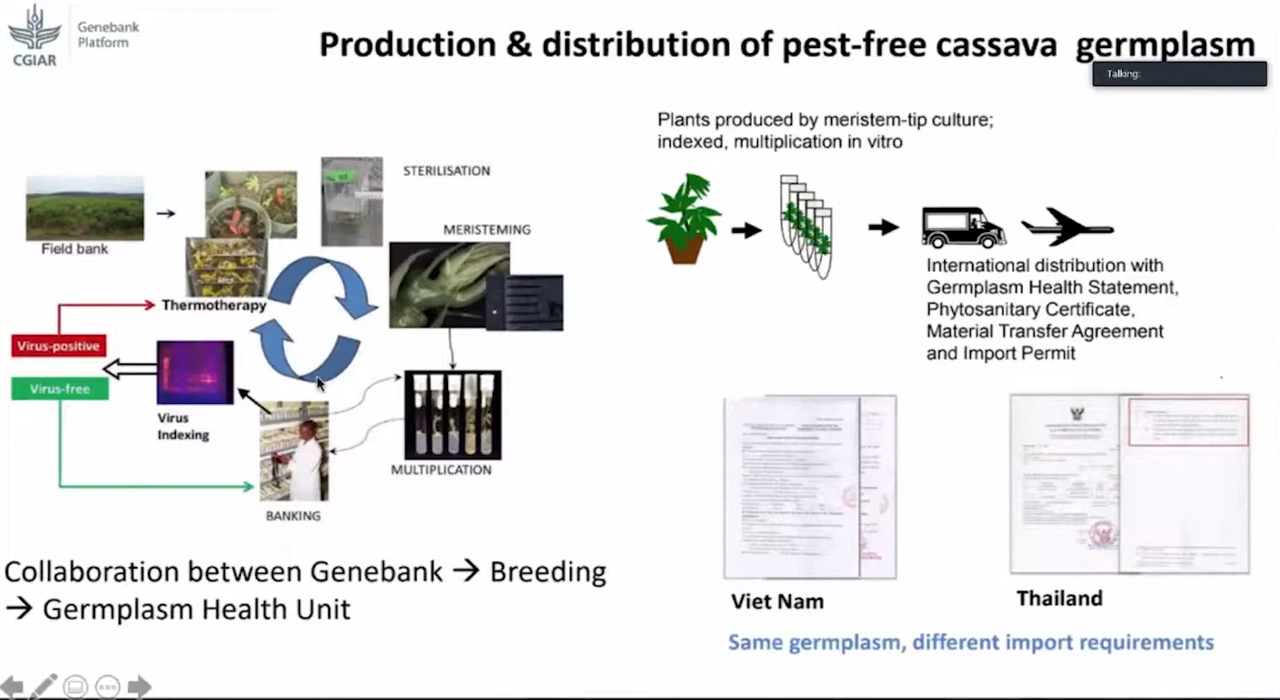 CGIAR
Genebank
Platform
Production & distribution of pest-free cassava germplasm
Talking:
Plants produced by meristem-tip culture;
indexed, multiplication in vitro
STERILISATION
MERISTEMING
Field bank
Thermotherapy
Virus-positive
Virus-free
Virus
Indexing
MULTIPLICATION
BANKING
International distribution with
Germplasm Health Statement,
Phytosanitary Certificate,
Material Transfer Agreement
and Import Permit
Collaboration between Genebank → Breeding
→ Germplasm Health Unit
Viet Nam
Thailand
Same germplasm, different import requirements